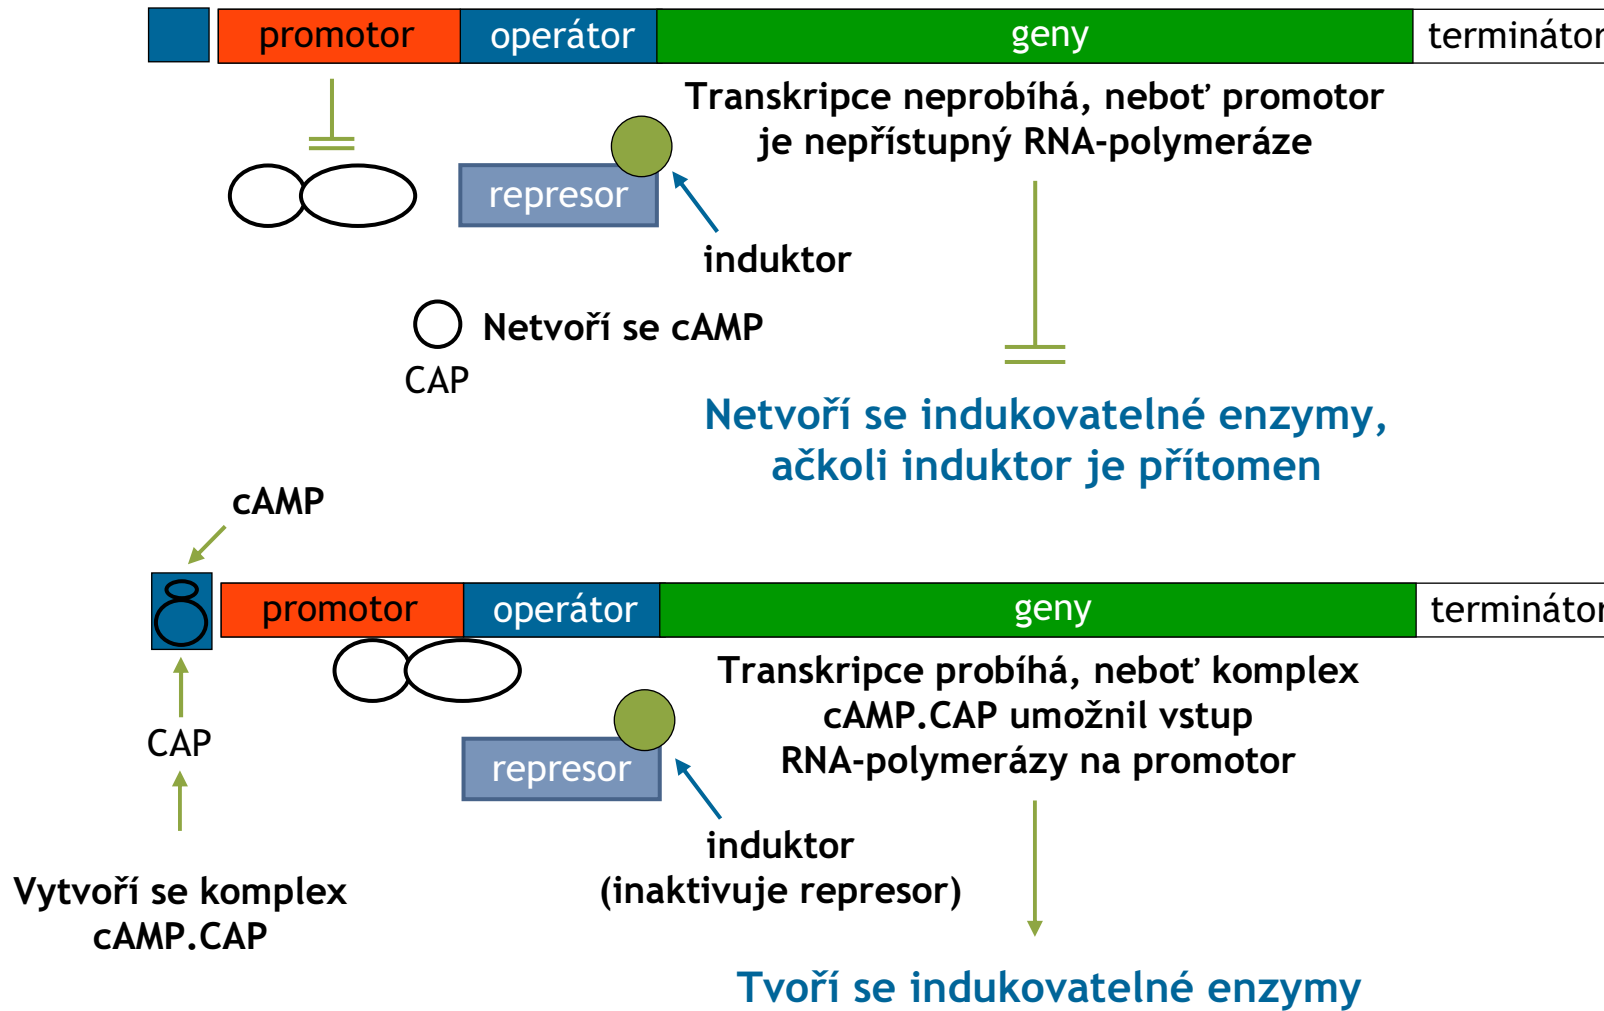 promotor operátor geny terminátor
Transkripce neprobíhá, neboť promotor
je nepřístupný RNA-polymeráze
represor
induktor
Netvoří se cAMP
CAP
Netvoří se indukovatelné enzymy,
ačkoli induktor je přítomen
cAMP
promotor operátor geny terminátor
Transkripce probíhá, neboť komplex
cAMP.CAP umožnil vstup
RNA-polymerázy na promotor
CAP
represor
induktor
(inaktivuje represor)
Vytvoří se komplex
cAMP.CAP
Tvoří se indukovatelné enzymy